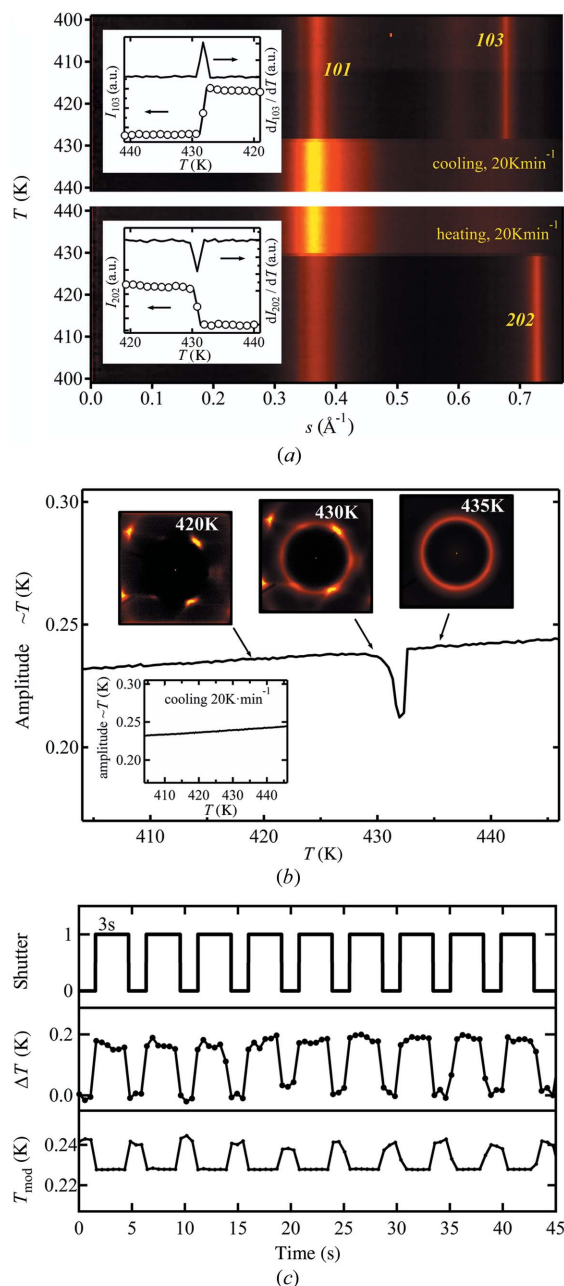 400
410
420
430
440
T (K)
440
430
420
410
400
I103 (a.u.)
dI103 / dT (a.u.)
440 430 420
T (K)
101
103
cooling, 20Kmin-1
heating, 20Kmin-1
I202 (a.u.)
dI202 / dT (a.u.)
420 430 440
T (K)
202
0.0 0.1 0.2 0.3 0.4 0.5 0.6 0.7
s (Å-1)
(a)
0.30
0.25
0.20
Amplitude ~T (K)
420K
430K
435K
amplitude ~T (K)
0.30
0.25
0.20
cooling 20K·min-1
410 420 430 440
T (K)
410 420 430 440
T (K)
(b)
Shutter
1
0
3s
ΔT (K)
0.2
0.0
Tmod (K)
0.24
0.22
0 5 10 15 20 25 30 35 40 45
Time (s)
(c)